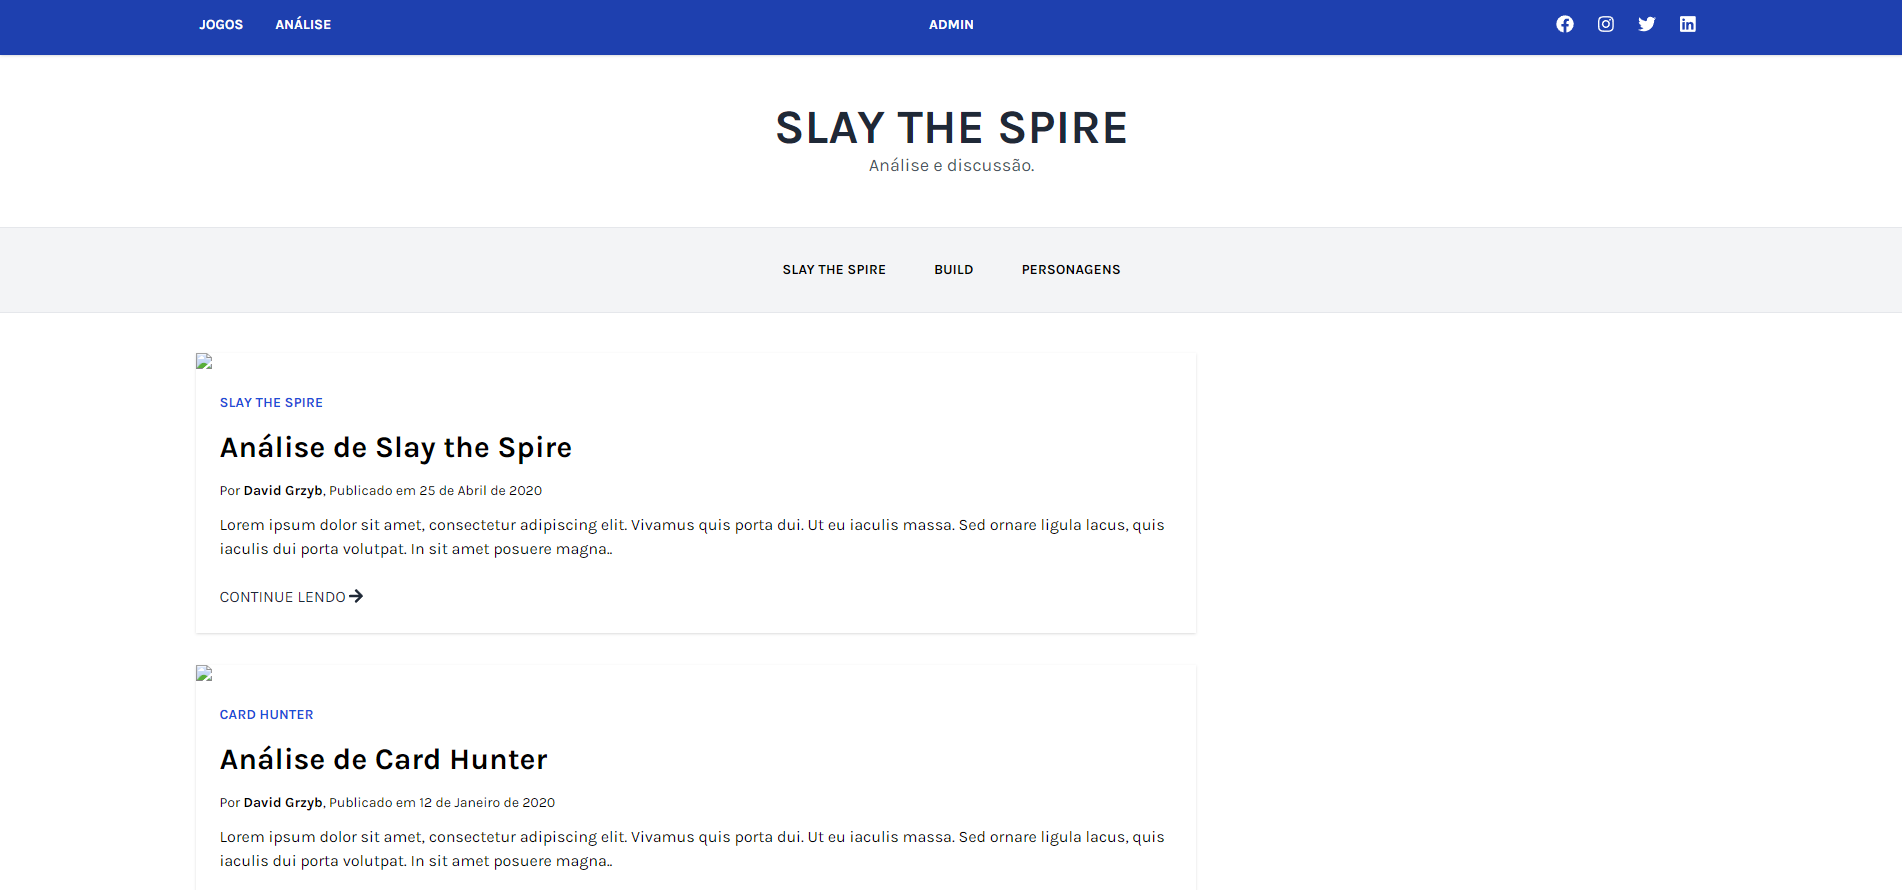 JOGOS ANÁLISE ADMIN
SLAY THE SPIRE
Análise e discussão.
SLAY THE SPIRE BUILD PERSONAGENS
SLAY THE SPIRE
Análise de Slay the Spire
Por David Grzyb, Publicado em 25 de Abril de 2020
Lorem ipsum dolor sit amet, consectetur adipiscing elit. Vivamus quis porta dui. Ut eu iaculis massa. Sed ornare ligula lacus, quis
iaculis dui porta volutpat. In sit amet posuere magna..
CONTINUE LENDO
CARD HUNTER
Análise de Card Hunter
Por David Grzyb, Publicado em 12 de Janeiro de 2020
Lorem ipsum dolor sit amet, consectetur adipiscing elit. Vivamus quis porta dui. Ut eu iaculis massa. Sed ornare ligula lacus, quis
iaculis dui porta volutpat. In sit amet posuere magna..